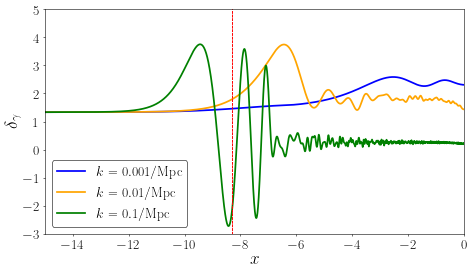 5
4
3
2
1
0
−1
−2
−3
δγ
k = 0.001/Mpc
k = 0.01/Mpc
k = 0.1/Mpc
−14 −12 −10 −8 −6 −4 −2 0
x